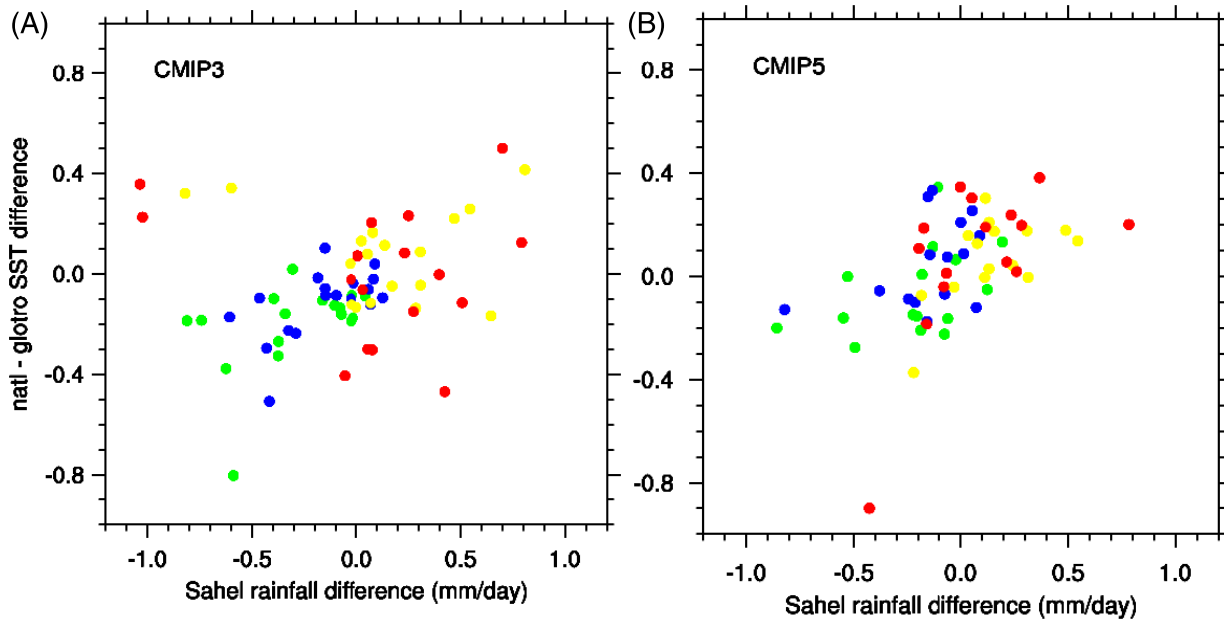 (A)
CMIP3
0.8
0.4
0.0
-0.4
-0.8
natl - glotro SST difference
-1.0 -0.5 0.0 0.5 1.0
Sahel rainfall difference (mm/day)
(B)
CMIP5
0.8
0.4
0.0
-0.4
-0.8
-1.0 -0.5 0.0 0.5 1.0
Sahel rainfall difference (mm/day)